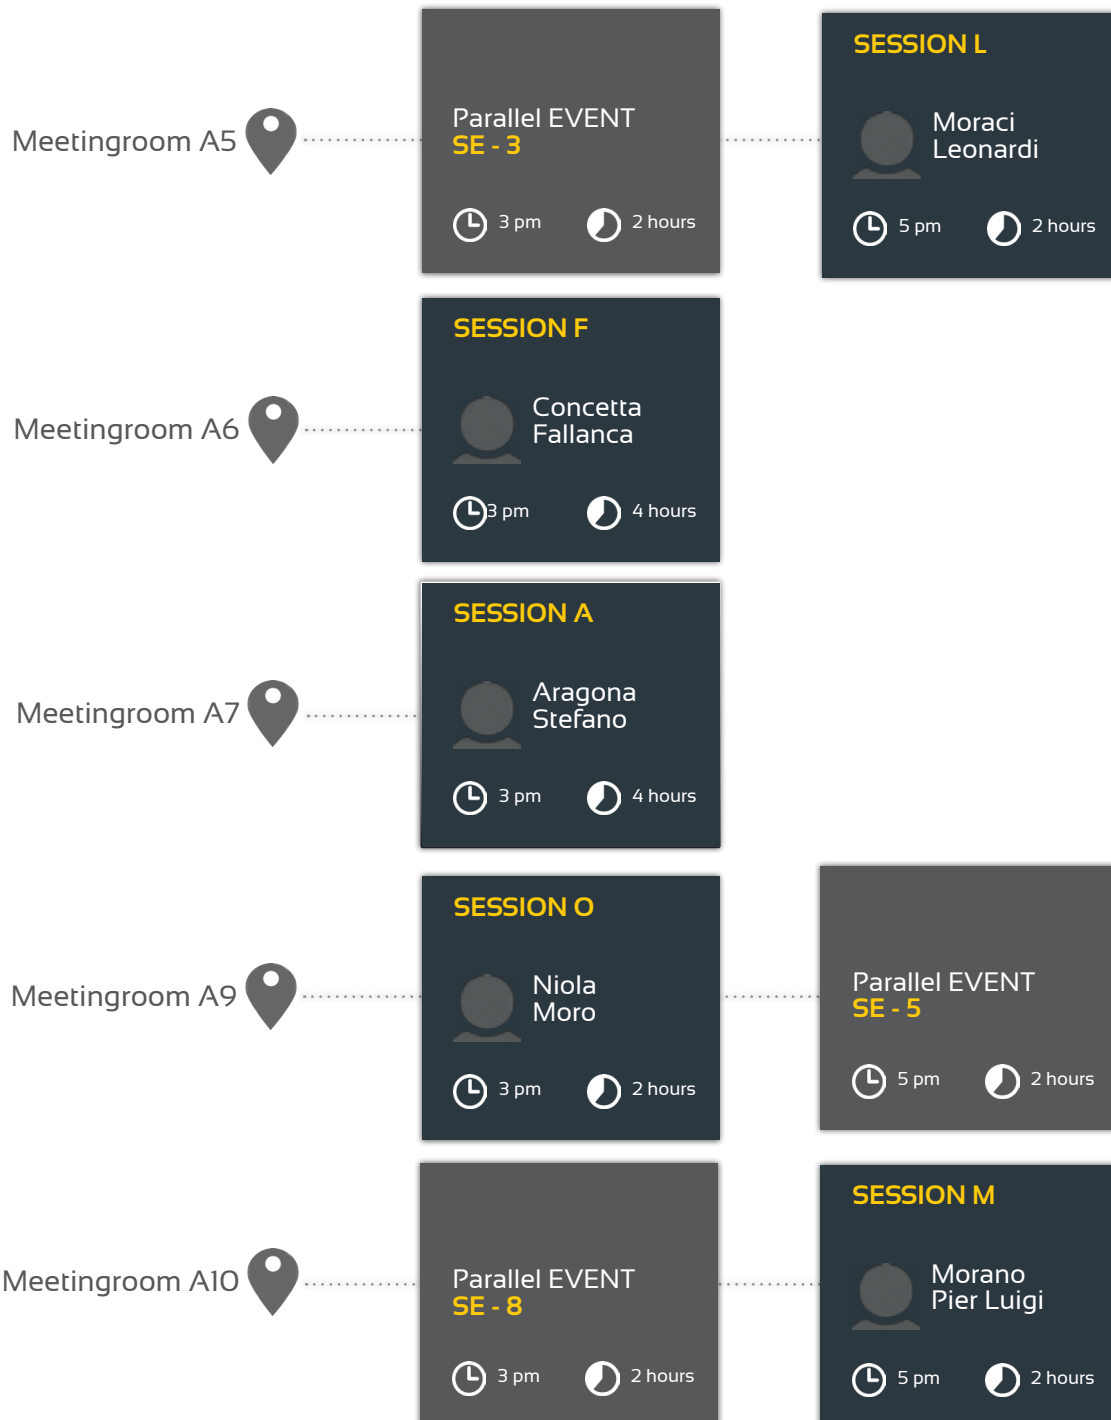 Meetingroom A5
Parallel EVENT
SE - 3
3 pm
2 hours
SESSION L
Moraci
Leonardi
5 pm
2 hours
Meetingroom A6
SESSION F
Concetta
Fallanca
3 pm
4 hours
Meetingroom A7
SESSION A
Aragona
Stefano
3 pm
4 hours
Meetingroom A9
SESSION O
Niola
Moro
3 pm
2 hours
Parallel EVENT
SE - 5
5 pm
2 hours
Meetingroom A10
Parallel EVENT
SE - 8
3 pm
2 hours
SESSION M
Morano
Pier Luigi
5 pm
2 hours